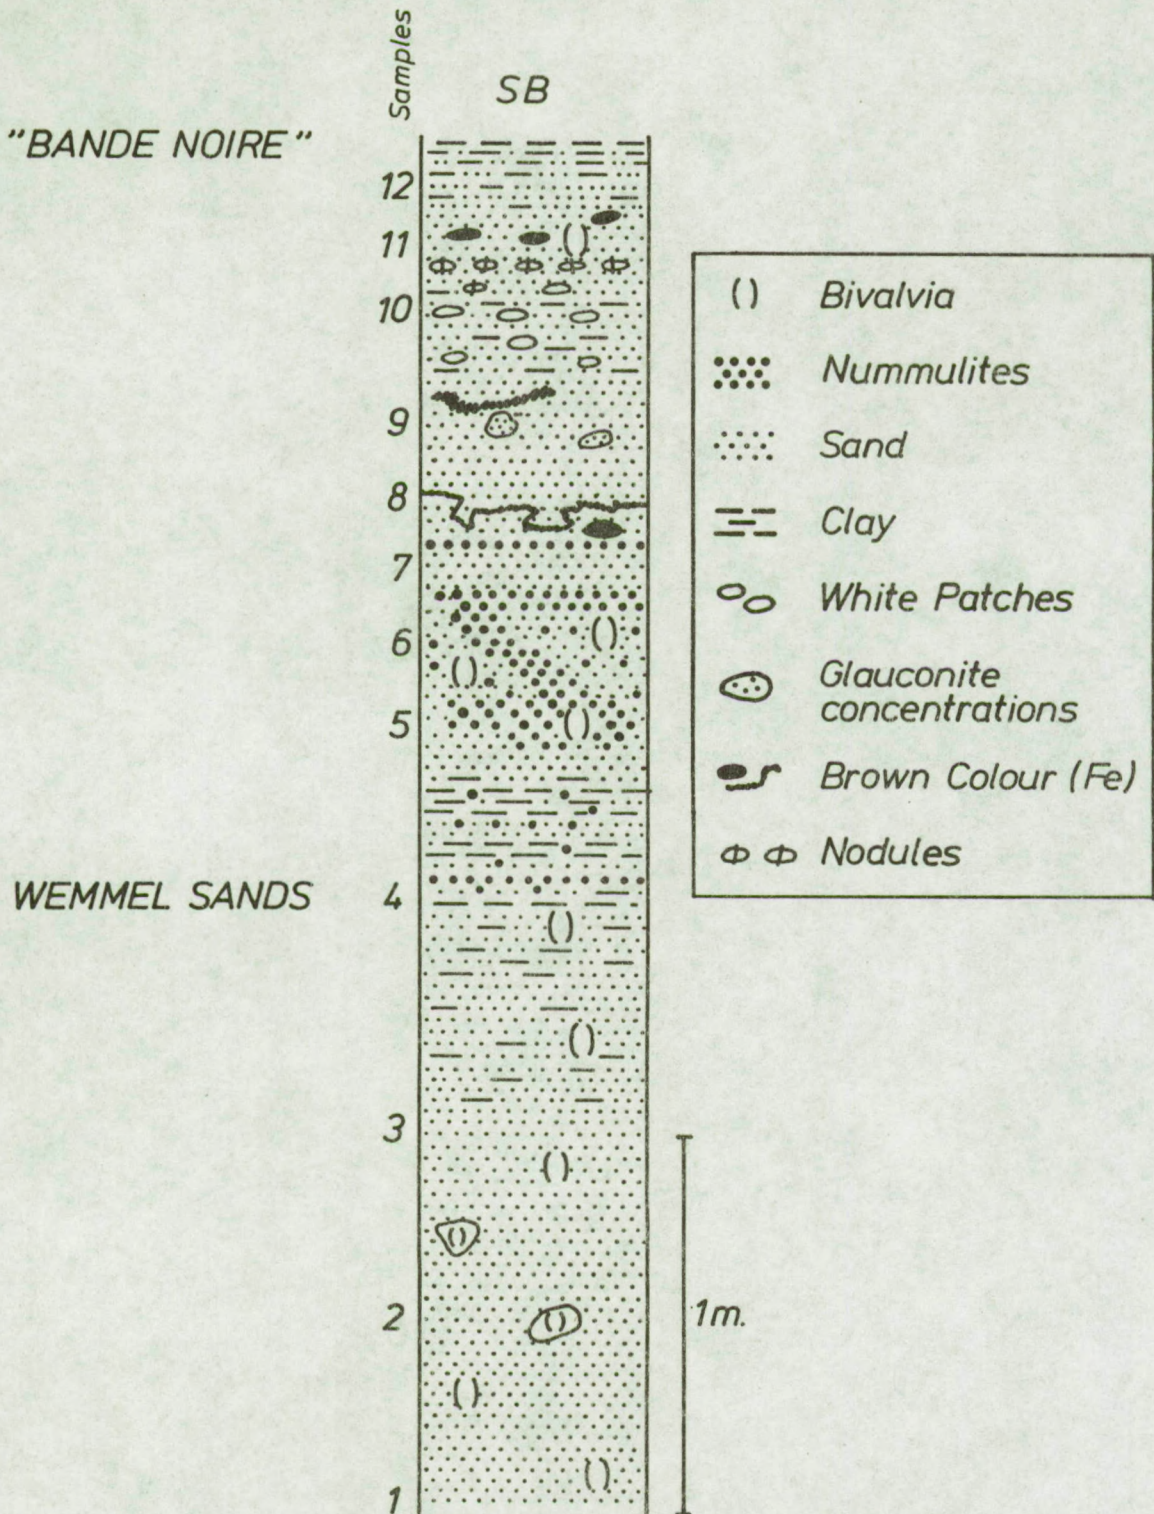 Samples
SB
"BANDE NOIRE"
12
11
10
9
8
7
6
5
WEMMEL SANDS 4
3
2
1
Bivalvia
Nummulites
Sand
Clay
White Patches
Glauconite
concentrations
Brown Colour (Fe)
Nodules
1m.